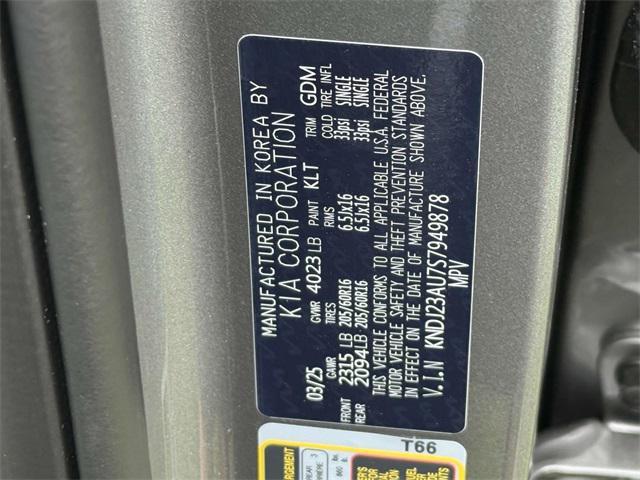 MANUFACTURED IN KOREA BY
KIA CORPORATION
03/25 GVWR 4023 LB PAINT KLT TRIM GDM
GAWR TIRES RIMS COLD TIRE INFL
FRONT 2315 LB 205/60R16 6.5Jx16 33psi SINGLE
REAR 2094LB 205/60R16 6.5Jx16 33psi SINGLE
THIS VEHICLE CONFORMS TO ALL APPLICABLE U.S.A. FEDERAL
MOTOR VEHICLE SAFETY AND THEFT PREVENTION STANDARDS
IN EFFECT ON THE DATE OF MANUFACTURE SHOWN ABOVE.
V.I.N KNDJ23AU7S7949878
MPV
T66
REAR 3